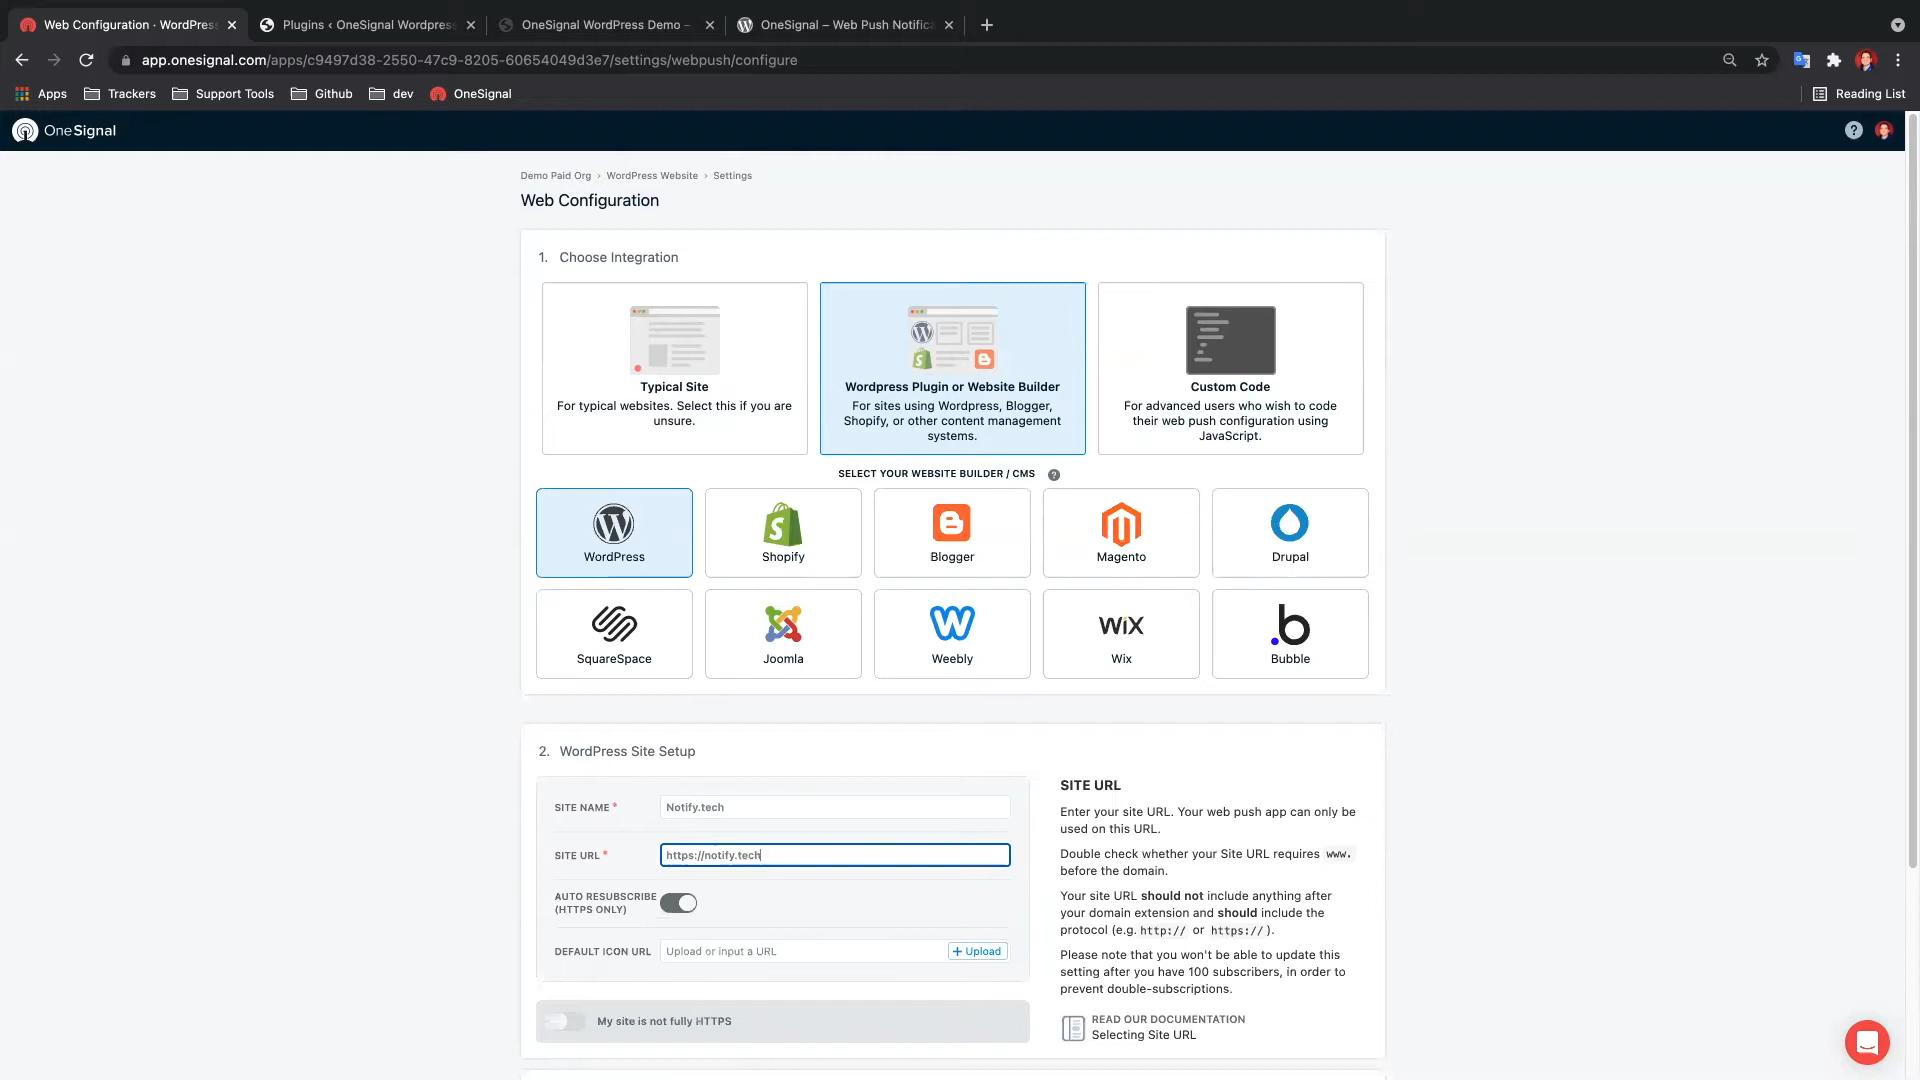 Web Configuration · WordPress
Plugins ‹ OneSignal Wordpress
OneSignal WordPress Demo –
OneSignal – Web Push Notifica
app.onesignal.com/apps/c9497d38-2550-47c9-8205-60654049d3e7/settings/webpush/configure
Apps
Trackers
Support Tools
Github
dev
OneSignal
Reading List
OneSignal
?
Demo Paid Org › WordPress Website › Settings
Web Configuration
1. Choose Integration
Typical Site
For typical websites. Select this if you are
unsure.
Wordpress Plugin or Website Builder
For sites using Wordpress, Blogger,
Shopify, or other content management
systems.
Custom Code
For advanced users who wish to code
their web push configuration using
JavaScript.
SELECT YOUR WEBSITE BUILDER / CMS ?
WordPress
Shopify
Blogger
Magento
Drupal
SquareSpace
Joomla
Weebly
WiX
Wix
Bubble
2. WordPress Site Setup
SITE NAME *
Notify.tech
SITE URL *
https://notify.tech
AUTO RESUBSCRIBE
(HTTPS ONLY)
DEFAULT ICON URL
Upload or input a URL
+ Upload
My site is not fully HTTPS
SITE URL
Enter your site URL. Your web push app can only be
used on this URL.
Double check whether your Site URL requires www.
before the domain.
Your site URL should not include anything after
your domain extension and should include the
protocol (e.g. http:// or https://).
Please note that you won't be able to update this
setting after you have 100 subscribers, in order to
prevent double-subscriptions.
READ OUR DOCUMENTATION
Selecting Site URL